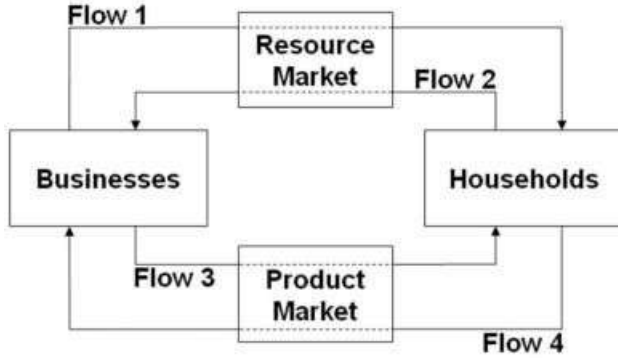 Flow 1
Resource
Market
Flow 2
Businesses
Households
Flow 3
Product
Market
Flow 4